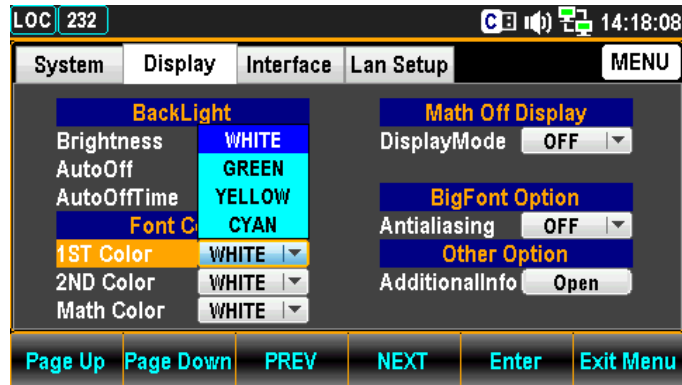 LOC 232 C 14:18:08
System Display Interface Lan Setup MENU
BackLight
Brightness
AutoOff
AutoOffTime
WHITE
GREEN
YELLOW
CYAN
Font C
1ST Color WHITE
2ND Color WHITE
Math Color WHITE
Math Off Display
DisplayMode OFF
BigFont Option
Antialiasing OFF
Other Option
AdditionalInfo Open
Page Up Page Down PREV NEXT Enter Exit Menu